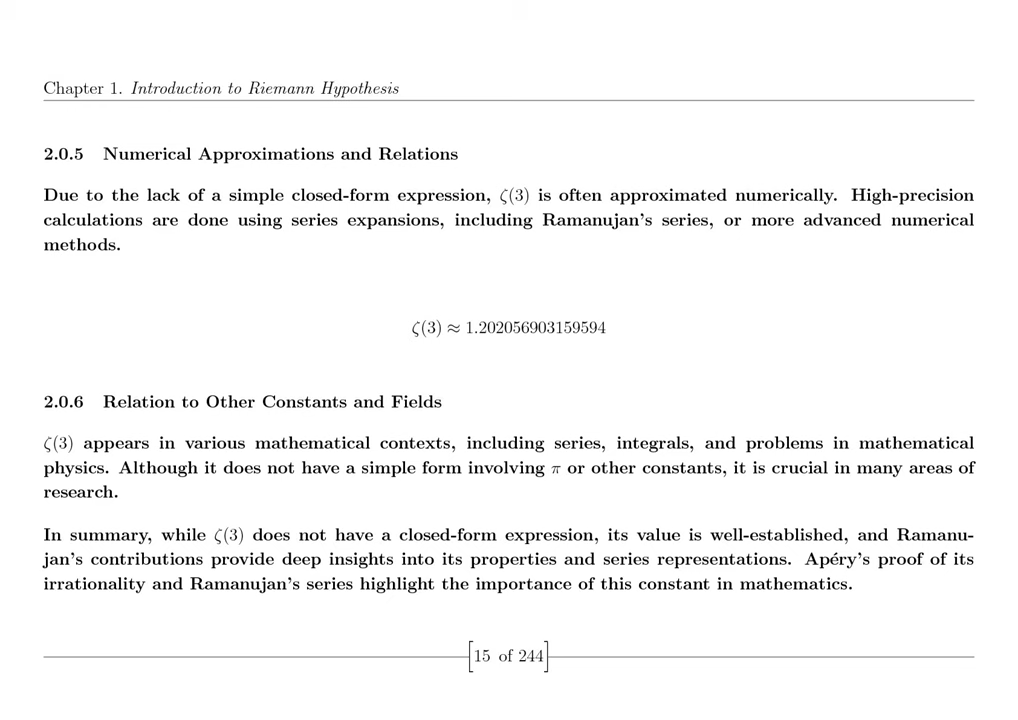 Chapter 1. Introduction to Riemann Hypothesis
2.0.5 Numerical Approximations and Relations
Due to the lack of a simple closed-form expression, ζ(3) is often approximated numerically. High-precision
calculations are done using series expansions, including Ramanujan's series, or more advanced numerical
methods.
ζ(3) ≈ 1.202056903159594
2.0.6 Relation to Other Constants and Fields
ζ(3) appears in various mathematical contexts, including series, integrals, and problems in mathematical
physics. Although it does not have a simple form involving π or other constants, it is crucial in many areas of
research.
In summary, while ζ(3) does not have a closed-form expression, its value is well-established, and Ramanu-
jan's contributions provide deep insights into its properties and series representations. Apéry's proof of its
irrationality and Ramanujan's series highlight the importance of this constant in mathematics.
[15 of 244]